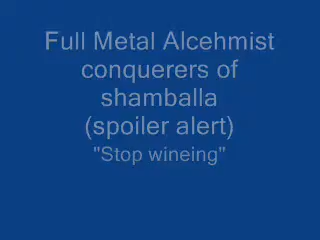 Full Metal Alcehmist
conquerers of
shamballa
(spoiler alert)
"Stop wineing"